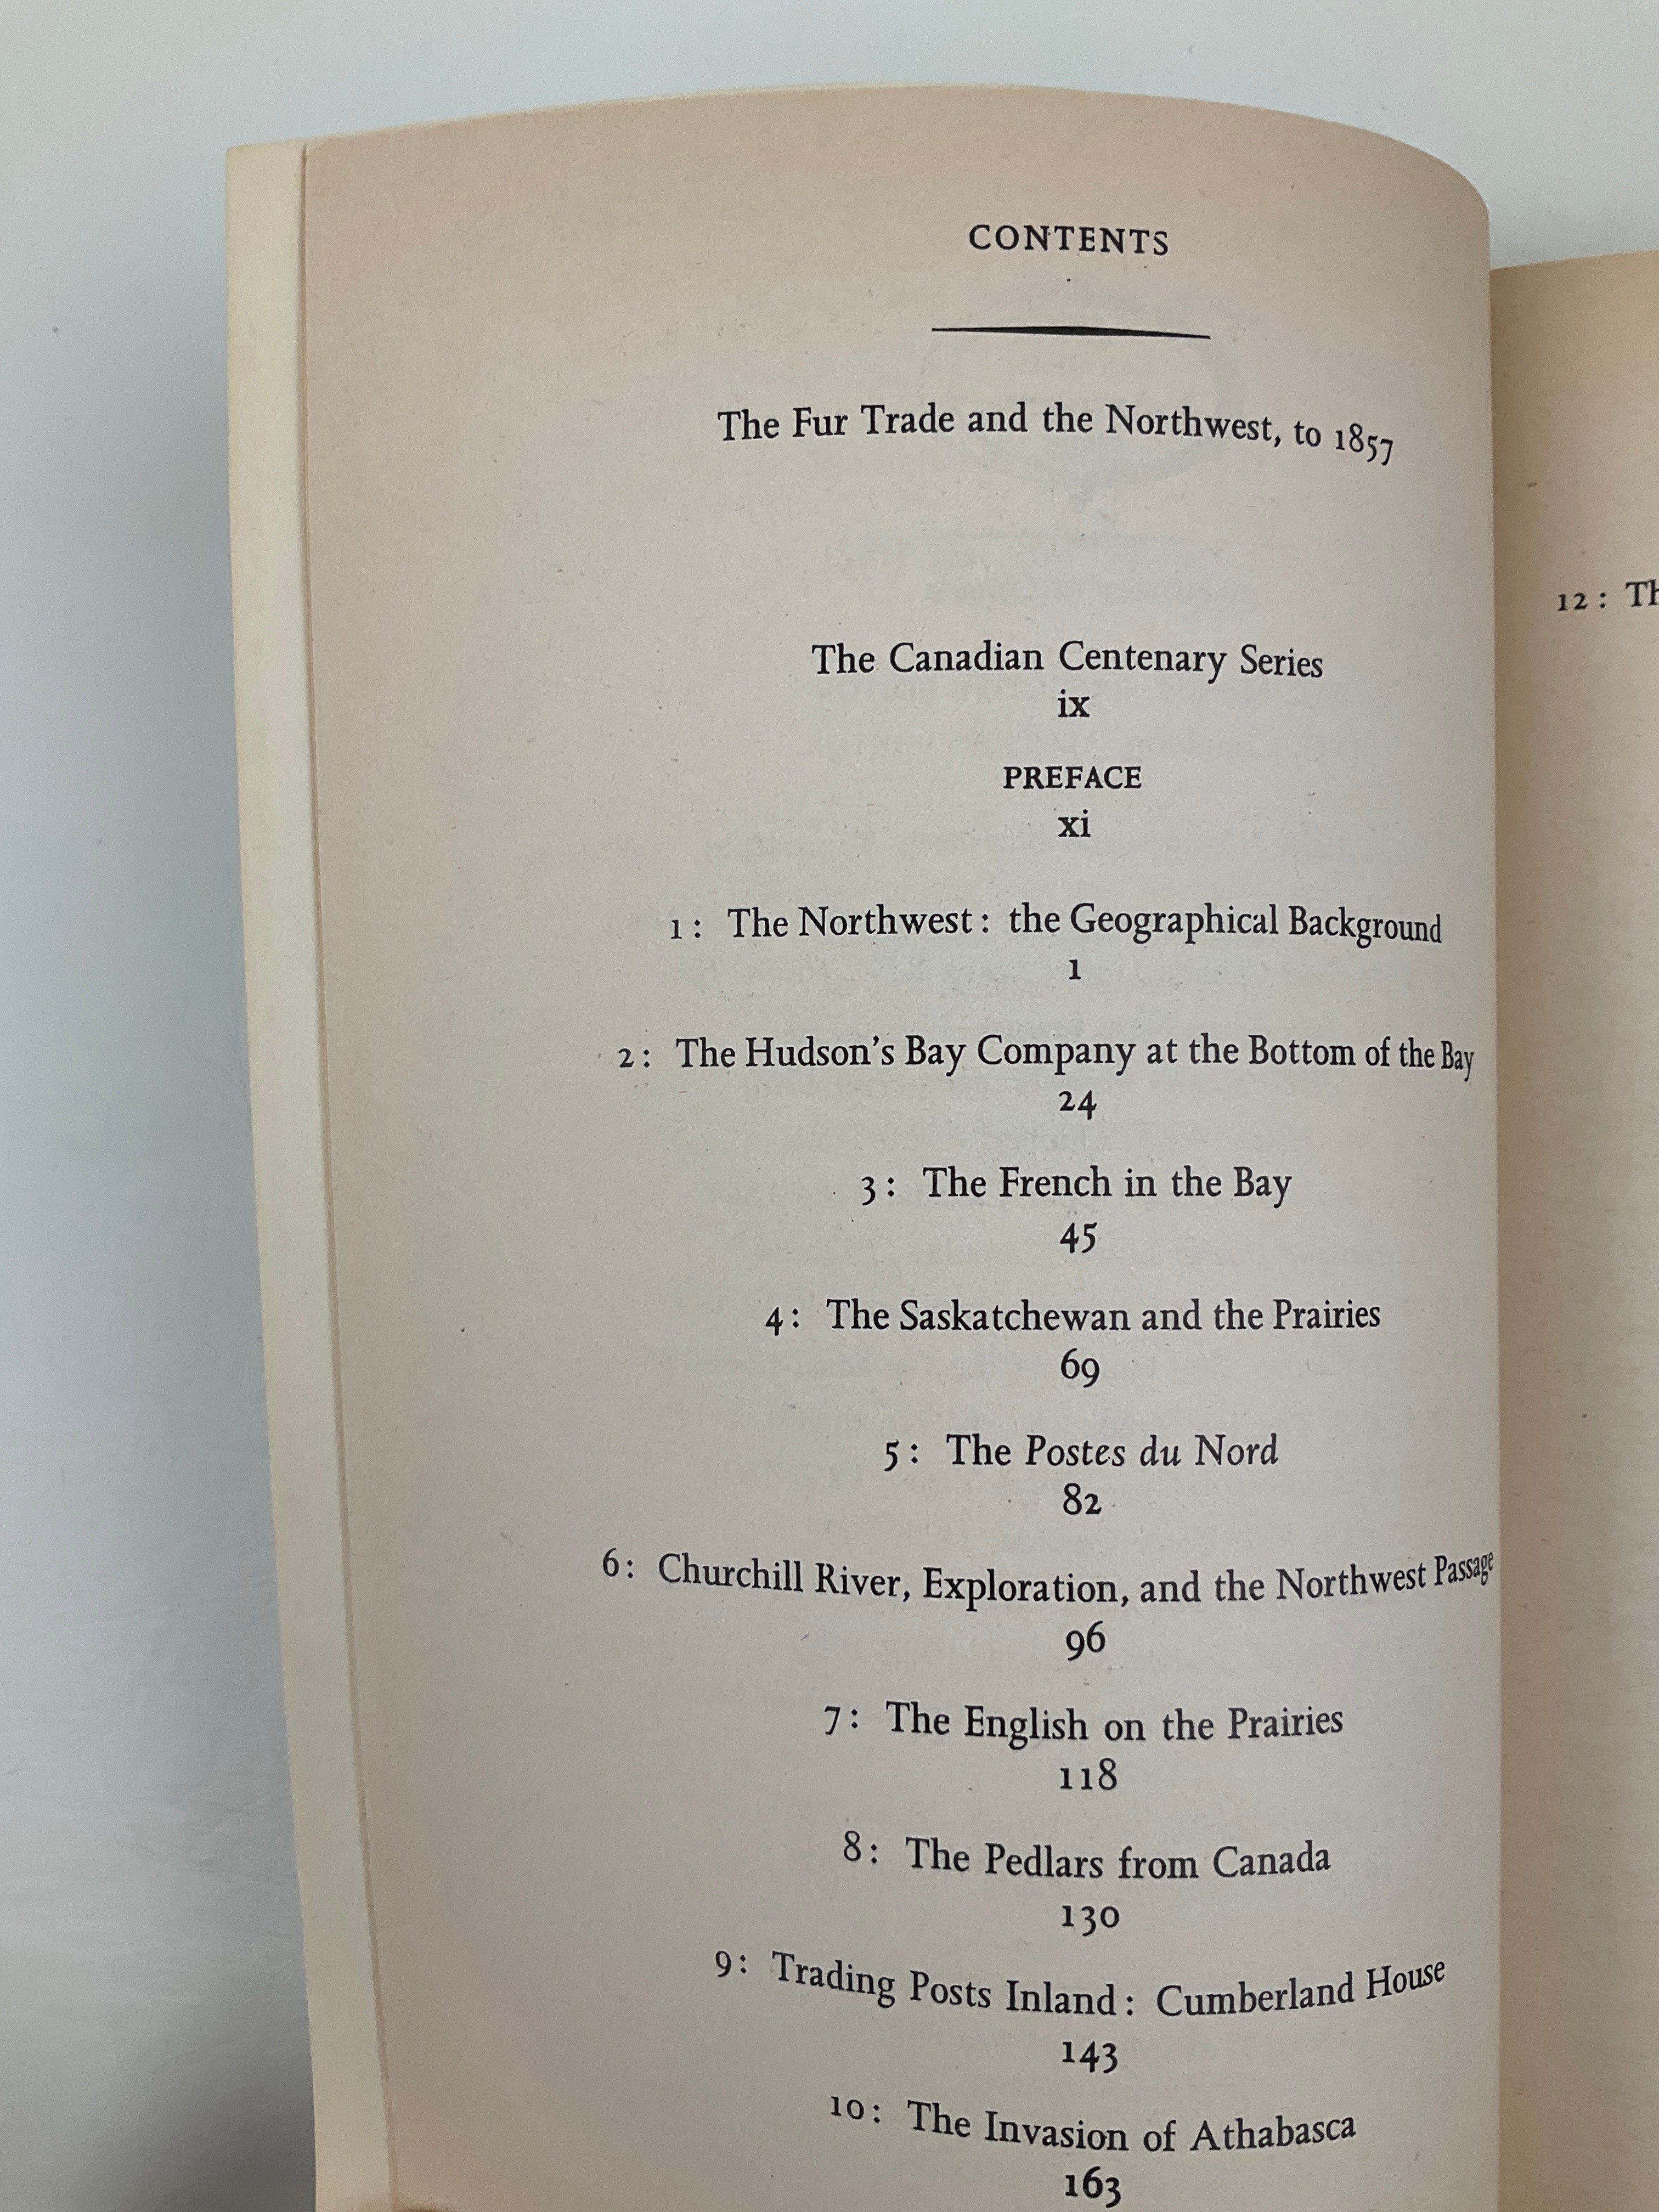 CONTENTS
The Fur Trade and the Northwest, to 1857
The Canadian Centenary Series
ix
PREFACE
xi
1: The Northwest: the Geographical Background
1
2: The Hudson's Bay Company at the Bottom of the Bay
24
3: The French in the Bay
45
4: The Saskatchewan and the Prairies
69
5: The Postes du Nord
82
6: Churchill River, Exploration, and the Northwest Passage
96
7: The English on the Prairies
118
8: The Pedlars from Canada
130
9: Trading Posts Inland: Cumberland House
143
10: The Invasion of Athabasca
163
12: